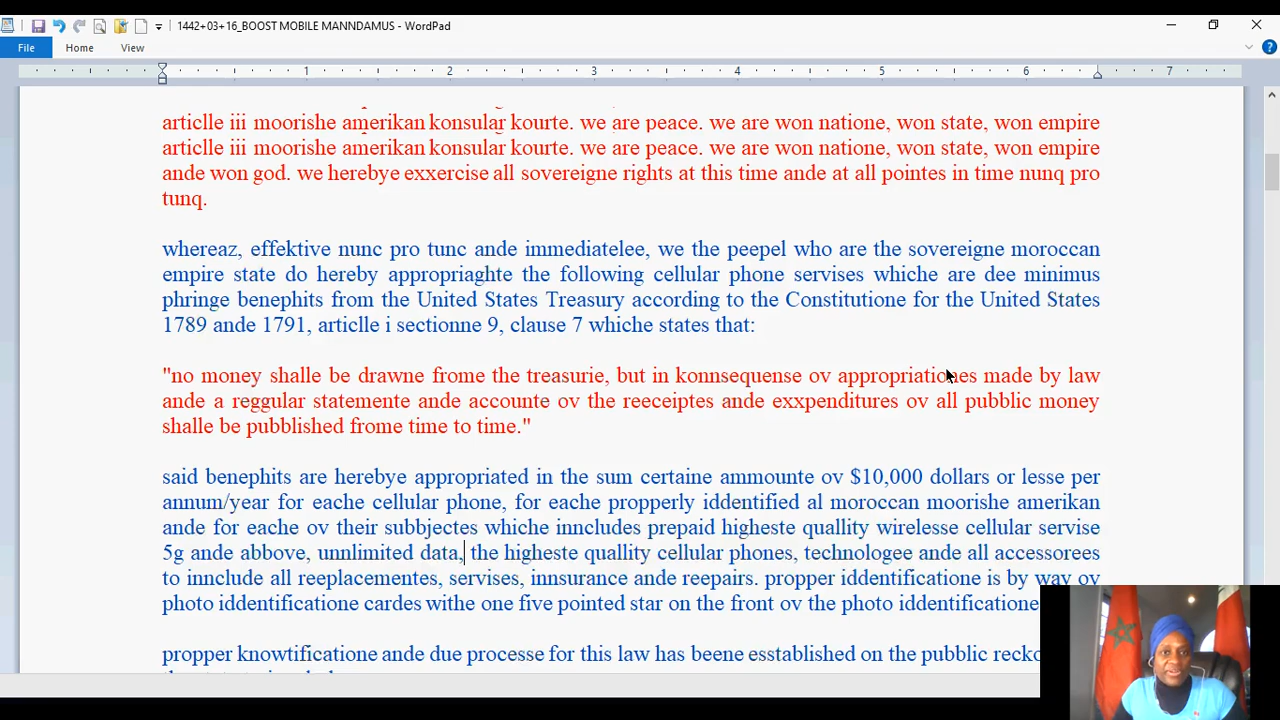 1442+03+16_BOOST MOBILE MANNDAMUS - WordPad
File Home View
1 2 3 4 5 6 7
articlle iii moorishe amerikan konsular kourte. we are peace. we are won natione, won state, won empire
articlle iii moorishe amerikan konsular kourte. we are peace. we are won natione, won state, won empire
ande won god. we herebye exxercise all sovereigne rights at this time ande at all pointes in time nunq pro
tunq.
whereaz, effektive nunc pro tunc ande immediatelee, we the peepel who are the sovereigne moroccan
empire state do hereby appropriaghte the following cellular phone servises whiche are dee minimus
phringe benephits from the United States Treasury according to the Constitutione for the United States
1789 ande 1791, articlle i sectionne 9, clause 7 whiche states that:
"no money shalle be drawne frome the treasurie, but in konnsequense ov appropriationes made by law
ande a reggular statemente ande accounte ov the reeceiptes ande exxpenditures ov all pubblic money
shalle be pubblished frome time to time."
said benephits are herebye appropriated in the sum certaine ammounte ov $10,000 dollars or lesse per
annum/year for eache cellular phone, for eache propperly iddentified al moroccan moorishe amerikan
ande for eache ov their subbjectes whiche inncludes prepaid higheste quallity wirelesse cellular servise
5g ande abbove, unnlimited data, the higheste quallity cellular phones, technologee ande all accessorees
to innclude all reeplacementes, servises, innsurance ande reepairs. propper iddentificatione is by way ov
photo iddentificatione cardes withe one five pointed star on the front ov the photo iddentificatione
propper knowtificatione ande due processe for this law has beene esstablished on the pubblic